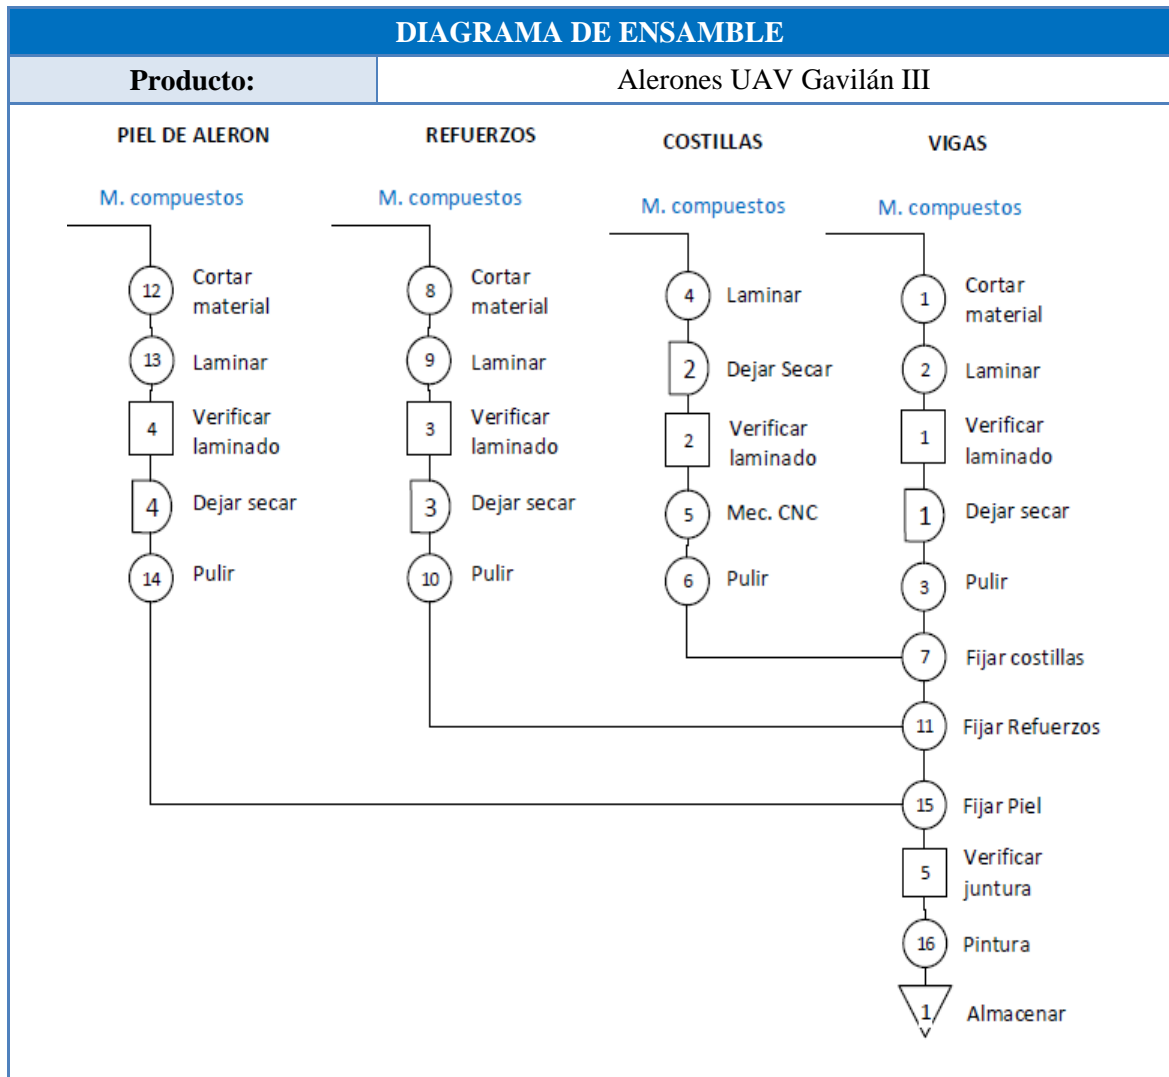 DIAGRAMA DE ENSAMBLE
Producto:
Alerones UAV Gavilán III
PIEL DE ALERON
M. compuestos
12
Cortar
material
13
Laminar
4
Verificar
laminado
4
Dejar secar
14
Pulir
REFUERZOS
M. compuestos
8
Cortar
material
9
Laminar
3
Verificar
laminado
3
Dejar secar
10
Pulir
COSTILLAS
M. compuestos
4
Laminar
2
Dejar Secar
2
Verificar
laminado
5
Mec. CNC
6
Pulir
VIGAS
M. compuestos
1
Cortar
material
2
Laminar
1
Verificar
laminado
1
Dejar secar
3
Pulir
7
Fijar costillas
11
Fijar Refuerzos
15
Fijar Piel
5
Verificar
juntura
16
Pintura
1
Almacenar